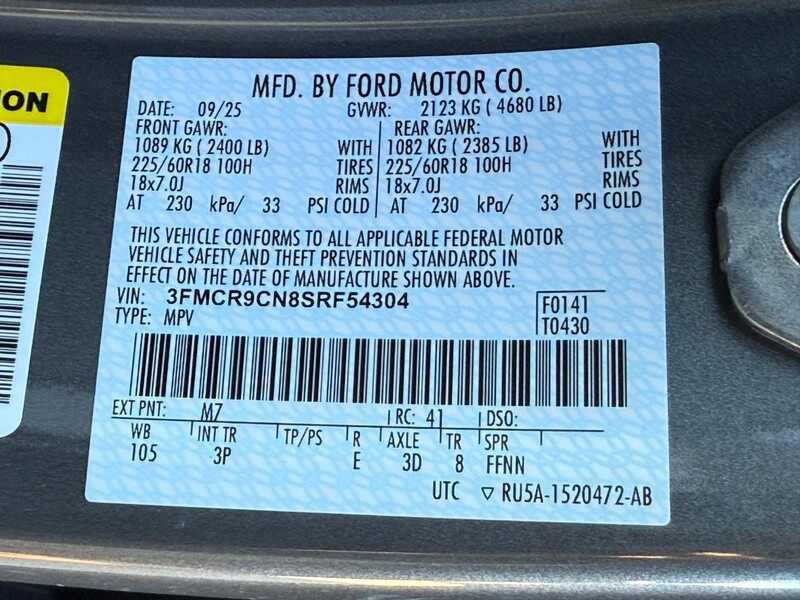 ION
MFD. BY FORD MOTOR CO.
DATE: 09/25 GVWR: 2123 KG ( 4680 LB)
FRONT GAWR: REAR GAWR:
1089 KG ( 2400 LB) WITH 1082 KG ( 2385 LB) WITH
225/60R18 100H TIRES 225/60R18 100H TIRES
18x7.0J RIMS 18x7.0J RIMS
AT 230 kPa/ 33 PSI COLD AT 230 kPa/ 33 PSI COLD
THIS VEHICLE CONFORMS TO ALL APPLICABLE FEDERAL MOTOR
VEHICLE SAFETY AND THEFT PREVENTION STANDARDS IN
EFFECT ON THE DATE OF MANUFACTURE SHOWN ABOVE.
VIN: 3FMCR9CN8SRF54304 F0141
TYPE: MPV T0430
EXT PNT: M7 RC: 41 DSO:
WB INT TR TP/PS R AXLE TR SPR
105 3P E 3D 8 FFNN
UTC ▽ RU5A-1520472-AB